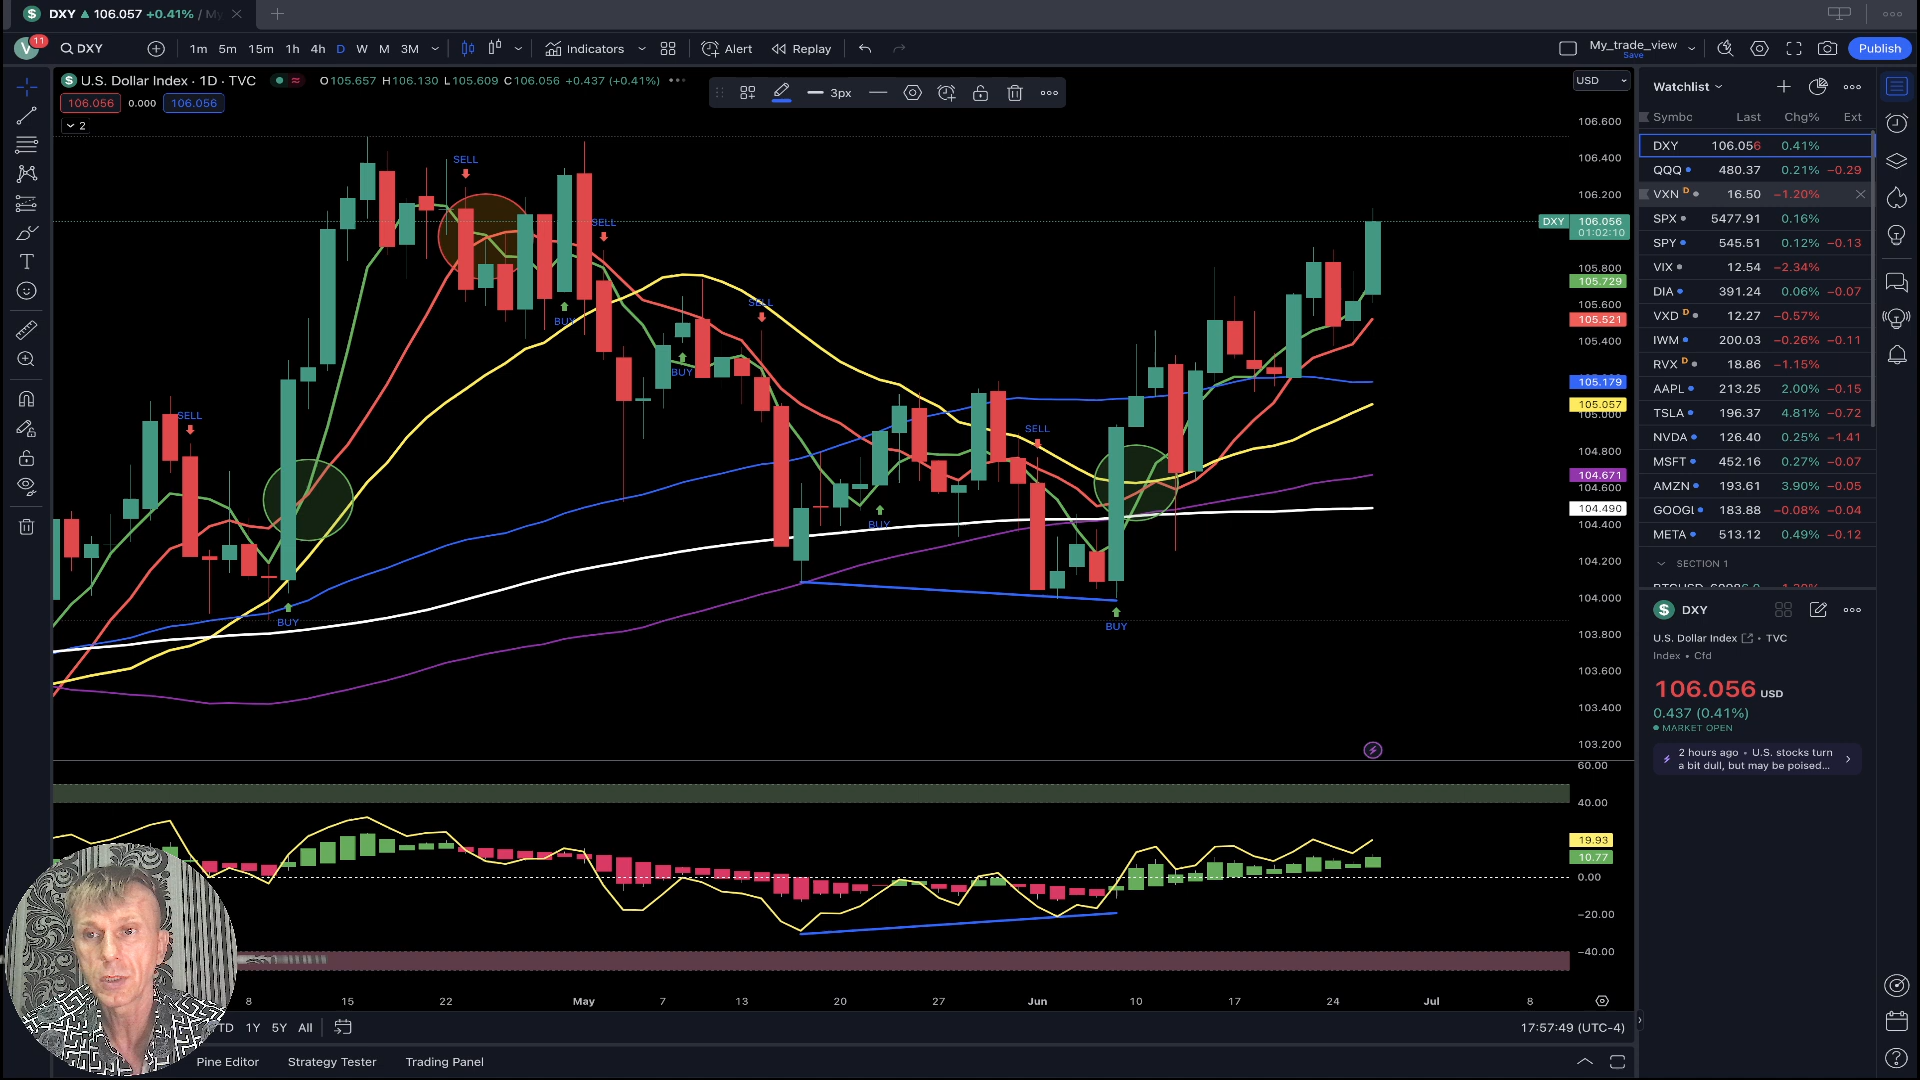 DXY ▲ 106.057 +0.41% / My
11
V
DXY
1m 5m 15m 1h 4h D W M 3M
Indicators
Alert
Replay
My_trade_view
Save
Publish
U.S. Dollar Index · 1D · TVC
O105.657 H106.130 L105.609 C106.056 +0.437 (+0.41%)
106.056 0.000 106.056
2
3px
USD
106.600
106.400
106.200
DXY 106.056
01:02:10
105.800
105.729
105.600
105.521
105.400
105.179
105.057
105.000
104.800
104.671
104.600
104.490
104.400
104.200
104.000
103.800
103.600
103.400
103.200
SELL
SELL
SELL
SELL
SELL
BUY
BUY
BUY
BUY
BUY
60.00
40.00
19.93
10.77
0.00
−20.00
−40.00
8 15 22 May 7 13 20 27 Jun 10 17 24 Jul 8
TD 1Y 5Y All
17:57:49 (UTC-4)
Pine Editor Strategy Tester Trading Panel
Watchlist
Symbc Last Chg% Ext
DXY 106.056 0.41%
QQQ 480.37 0.21% −0.29
VXN D 16.50 −1.20%
SPX 5477.91 0.16%
SPY 545.51 0.12% −0.13
VIX 12.54 −2.34%
DIA 391.24 0.06% −0.07
VXD D 12.27 −0.57%
IWM 200.03 −0.26% −0.11
RVX D 18.86 −1.15%
AAPL 213.25 2.00% −0.15
TSLA 196.37 4.81% −0.72
NVDA 126.40 0.25% −1.41
MSFT 452.16 0.27% −0.07
AMZN 193.61 3.90% −0.05
GOOGL 183.88 −0.08% −0.04
META 513.12 0.49% −0.12
SECTION 1
DXY
U.S. Dollar Index • TVC
Index • Cfd
106.056 USD
0.437 (0.41%)
MARKET OPEN
2 hours ago • U.S. stocks turn
a bit dull, but may be poised...